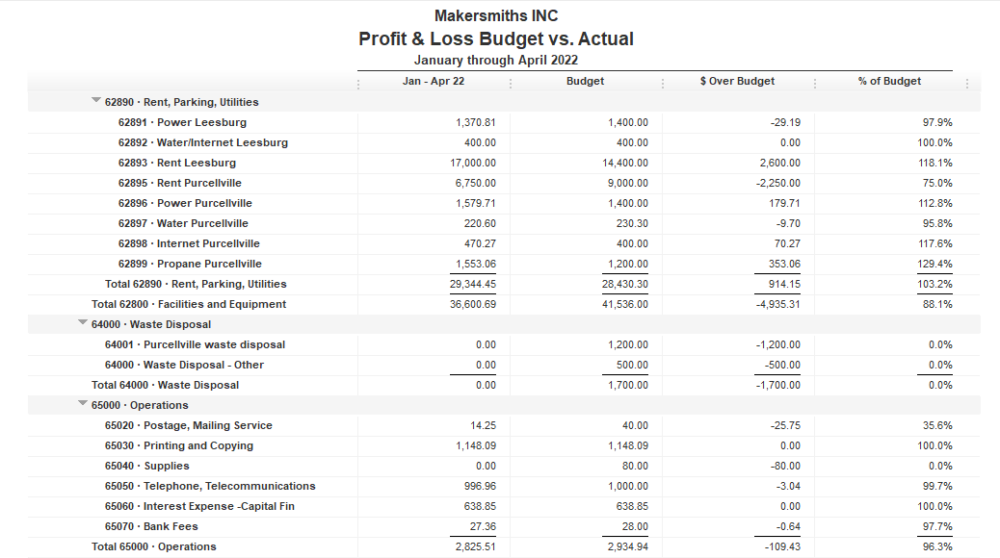 Makersmiths INC
Profit & Loss Budget vs. Actual
January through April 2022
Jan - Apr 22 Budget $ Over Budget % of Budget
62890 · Rent, Parking, Utilities
62891 · Power Leesburg 1,370.81 1,400.00 -29.19 97.9%
62892 · Water/Internet Leesburg 400.00 400.00 0.00 100.0%
62893 · Rent Leesburg 17,000.00 14,400.00 2,600.00 118.1%
62895 · Rent Purcellville 6,750.00 9,000.00 -2,250.00 75.0%
62896 · Power Purcellville 1,579.71 1,400.00 179.71 112.8%
62897 · Water Purcellville 220.60 230.30 -9.70 95.8%
62898 · Internet Purcellville 470.27 400.00 70.27 117.6%
62899 · Propane Purcellville 1,553.06 1,200.00 353.06 129.4%
Total 62890 · Rent, Parking, Utilities 29,344.45 28,430.30 914.15 103.2%
Total 62800 · Facilities and Equipment 36,600.69 41,536.00 -4,935.31 88.1%
64000 · Waste Disposal
64001 · Purcellville waste disposal 0.00 1,200.00 -1,200.00 0.0%
64000 · Waste Disposal - Other 0.00 500.00 -500.00 0.0%
Total 64000 · Waste Disposal 0.00 1,700.00 -1,700.00 0.0%
65000 · Operations
65020 · Postage, Mailing Service 14.25 40.00 -25.75 35.6%
65030 · Printing and Copying 1,148.09 1,148.09 0.00 100.0%
65040 · Supplies 0.00 80.00 -80.00 0.0%
65050 · Telephone, Telecommunications 996.96 1,000.00 -3.04 99.7%
65060 · Interest Expense -Capital Fin 638.85 638.85 0.00 100.0%
65070 · Bank Fees 27.36 28.00 -0.64 97.7%
Total 65000 · Operations 2,825.51 2,934.94 -109.43 96.3%